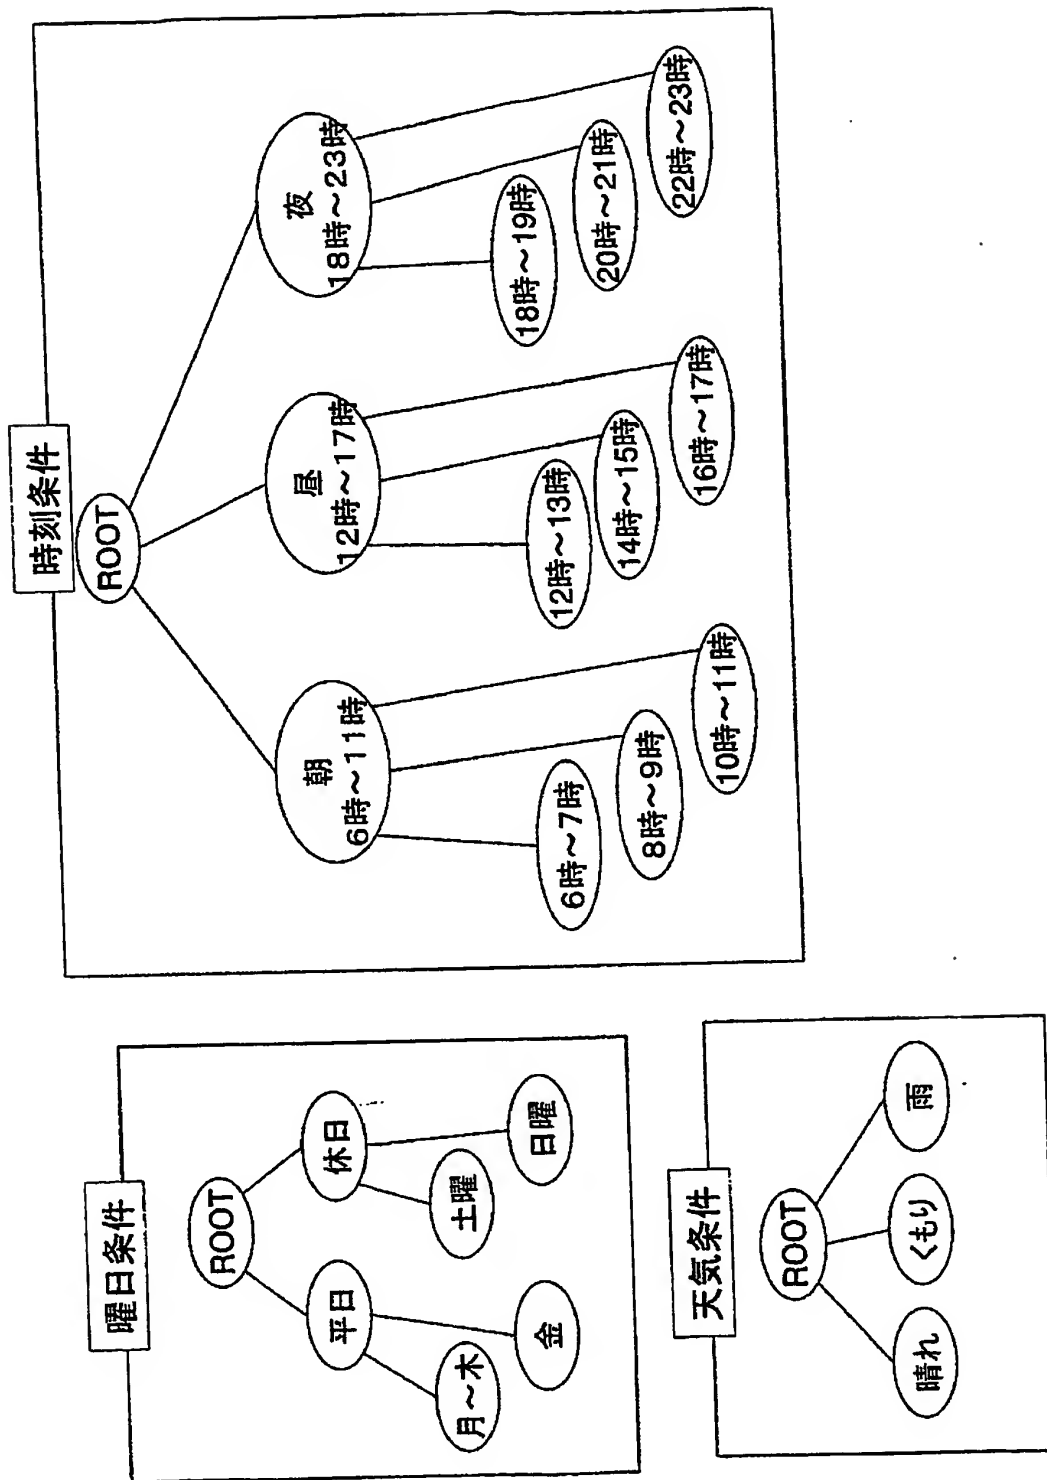 曜日条件
ROOT
平日
休日
月～木
金
土曜
日曜
天気条件
ROOT
晴れ
くもり
雨
時刻条件
ROOT
朝
6時～11時
昼
12時～17時
夜
18時～23時
6時～7時
8時～9時
10時～11時
12時～13時
14時～15時
16時～17時
18時～19時
20時～21時
22時～23時